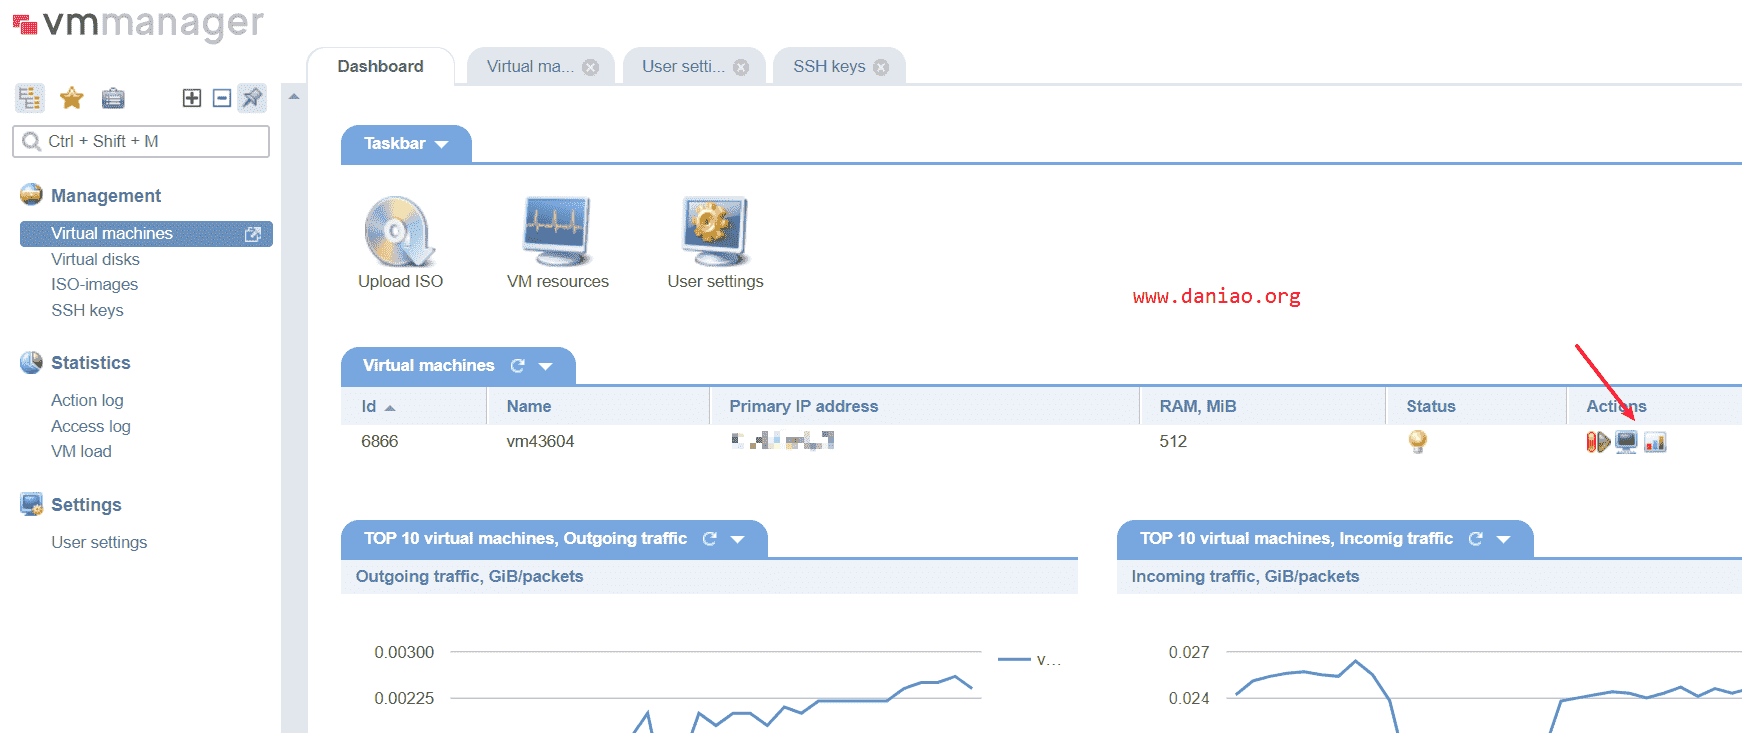 vmmanager
Dashboard
Virtual ma...
User setti...
SSH keys
Ctrl + Shift + M
Management
Virtual machines
Virtual disks
ISO-images
SSH keys
Statistics
Action log
Access log
VM load
Settings
User settings
Taskbar
Upload ISO
VM resources
User settings
www.daniao.org
Virtual machines
Id Name Primary IP address RAM, MiB Status Actions
6866 vm43604 512
TOP 10 virtual machines, Outgoing traffic
Outgoing traffic, GiB/packets
0.00300
0.00225
v...
TOP 10 virtual machines, Incomig traffic
Incoming traffic, GiB/packets
0.027
0.024